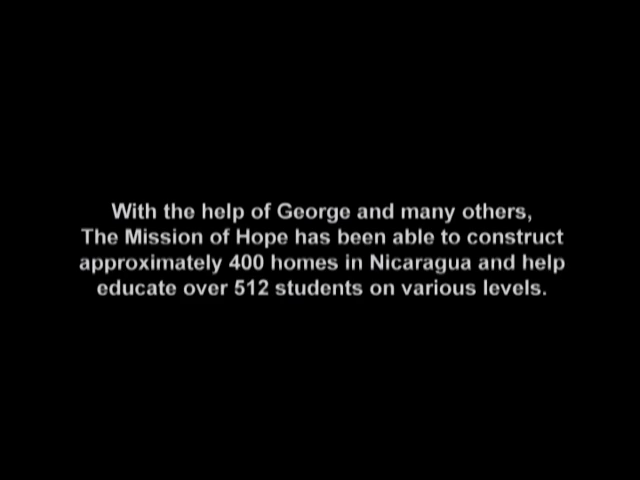 With the help of George and many others,
The Mission of Hope has been able to construct
approximately 400 homes in Nicaragua and help
educate over 512 students on various levels.